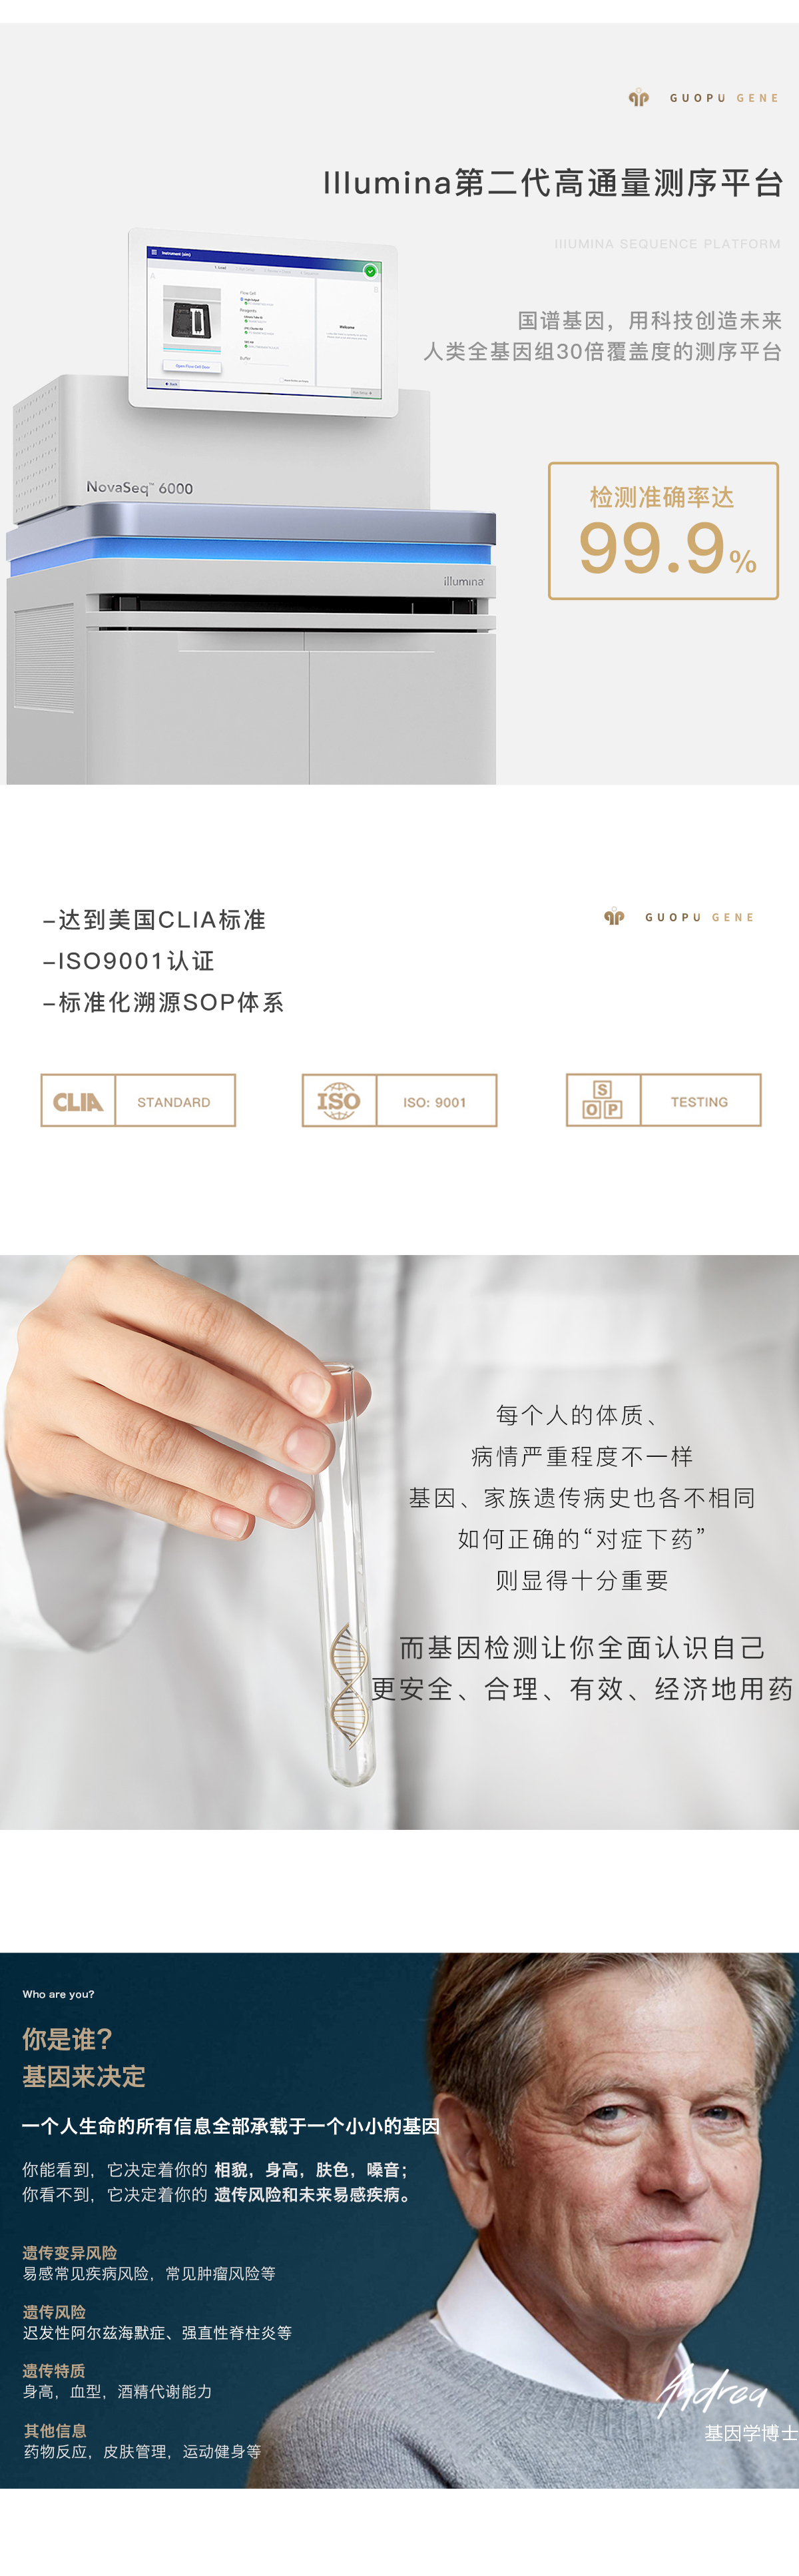 GUOPU GENE
Illumina第二代高通量测序平台
IIIUMINA SEQUENCE PLATFORM
国谱基因，用科技创造未来
人类全基因组30倍覆盖度的测序平台
Welcome
NovaSeq™ 6000
检测准确率达
99.9%
illumına
–达到美国CLIA标准
GUOPU GENE
–ISO9001认证
–标准化溯源SOP体系
CLIA STANDARD
ISO ISO: 9001
S
O P TESTING
每个人的体质、
病情严重程度不一样
基因、家族遗传病史也各不相同
如何正确的“对症下药”
则显得十分重要
而基因检测让你全面认识自己
更安全、合理、有效、经济地用药
Who are you?
你是谁？
基因来决定
一个人生命的所有信息全部承载于一个小小的基因
你能看到，它决定着你的 相貌，身高，肤色，嗓音；
你看不到，它决定着你的 遗传风险和未来易感疾病。
遗传变异风险
易感常见疾病风险，常见肿瘤风险等
遗传风险
迟发性阿尔兹海默症、强直性脊柱炎等
遗传特质
身高，血型，酒精代谢能力
Andrea
基因学博士
其他信息
药物反应，皮肤管理，运动健身等